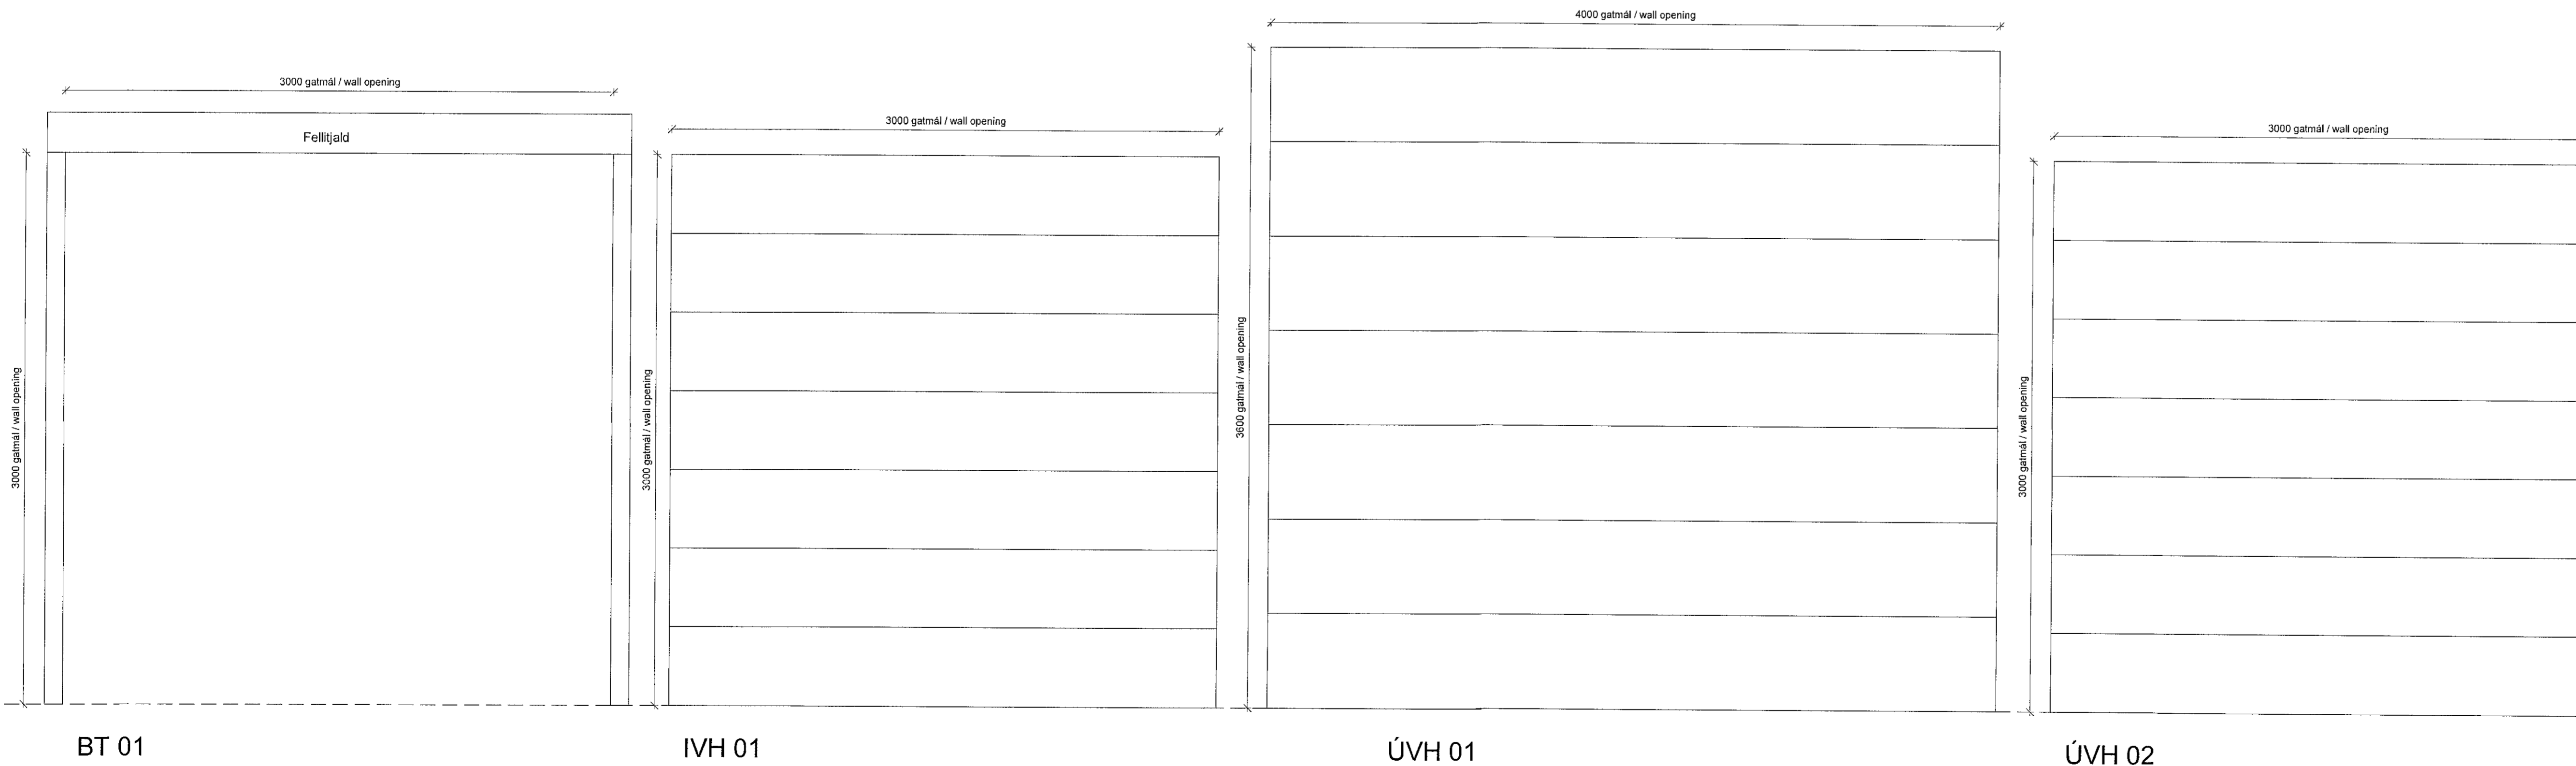 3000 gatmál / wall opening
Fellitjald
3000 gatmál / wall opening
BT 01
3000 gatmál / wall opening
3000 gatmál / wall opening
IVH 01
4000 gatmál / wall opening
3600 gatmál / wall opening
ÚVH 01
3000 gatmál / wall opening
3000 gatmál / wall opening
ÚVH 02